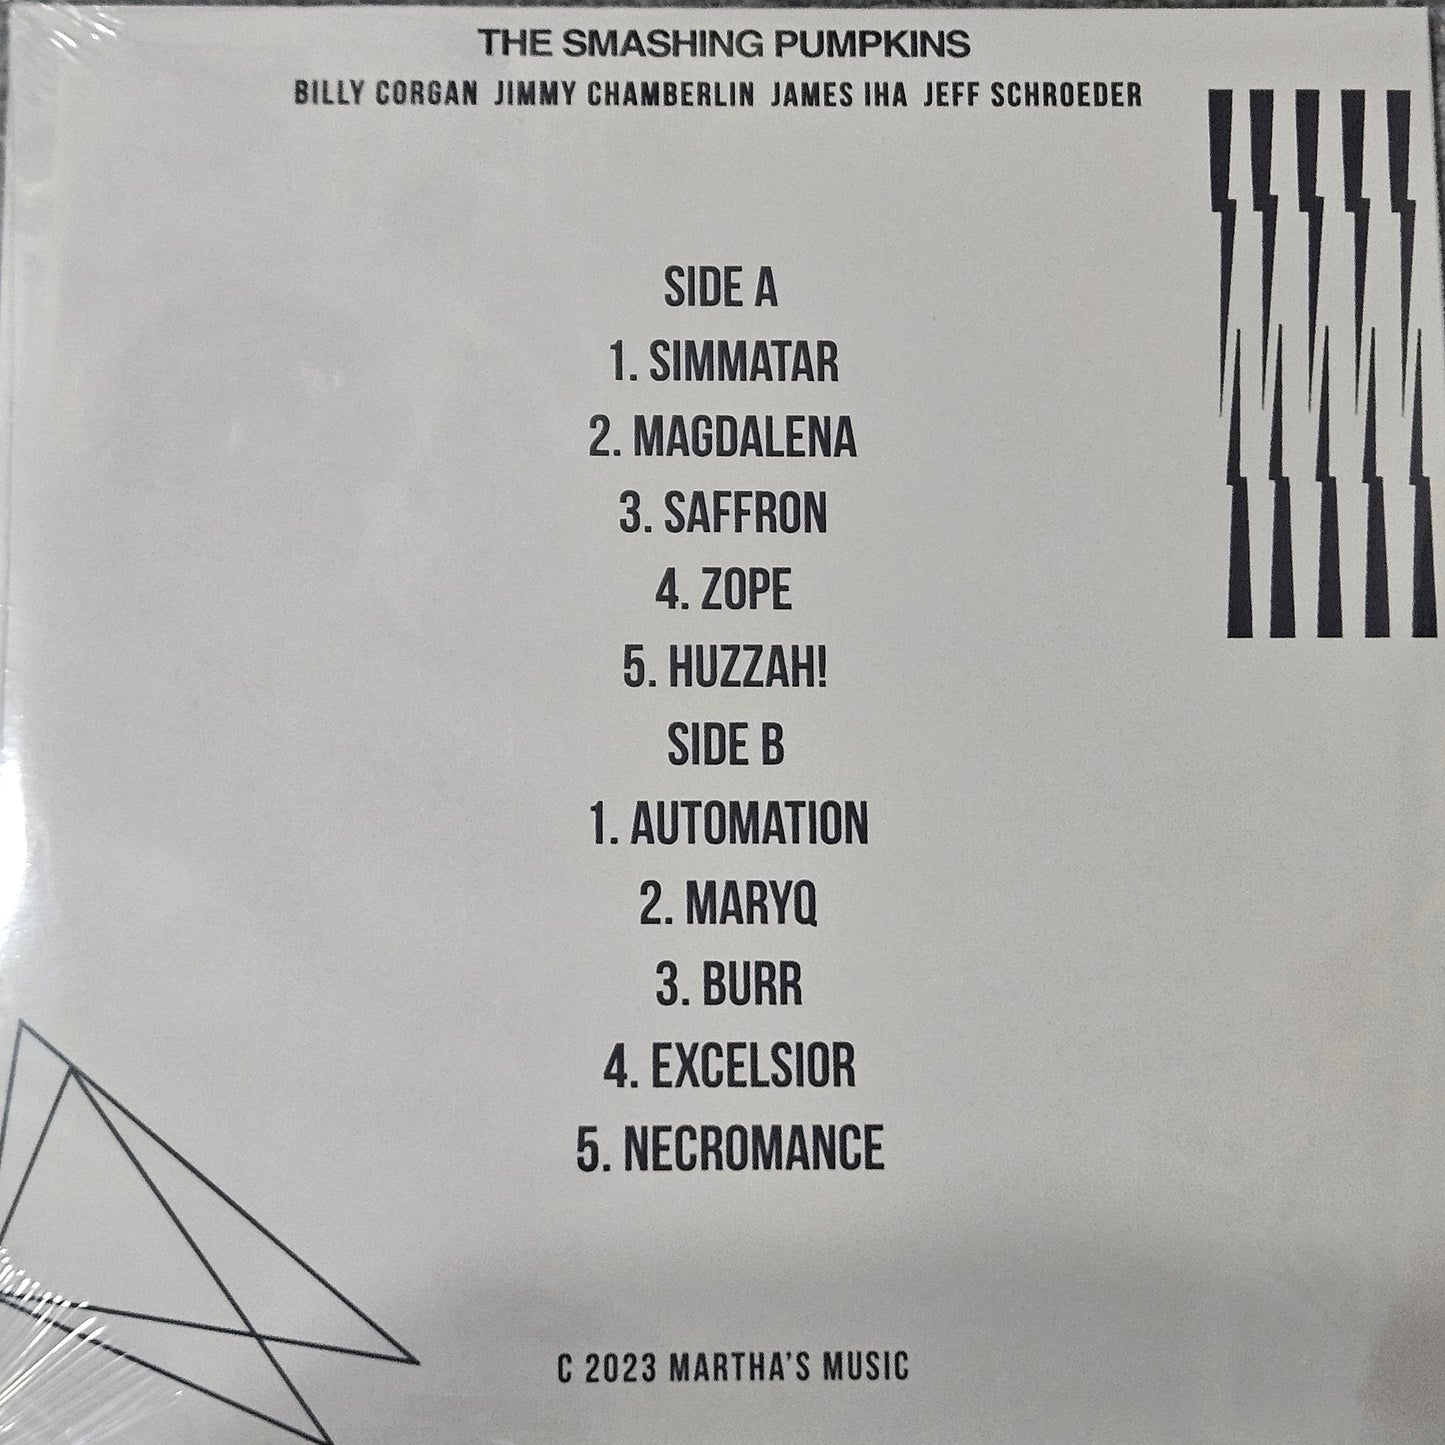 THE SMASHING PUMPKINS
BILLY CORGAN JIMMY CHAMBERLIN JAMES IHA JEFF SCHROEDER
SIDE A
1. SIMMATAR
2. MAGDALENA
3. SAFFRON
4. ZOPE
5. HUZZAH!
SIDE B
1. AUTOMATION
2. MARYQ
3. BURR
4. EXCELSIOR
5. NECROMANCE
C 2023 MARTHA'S MUSIC